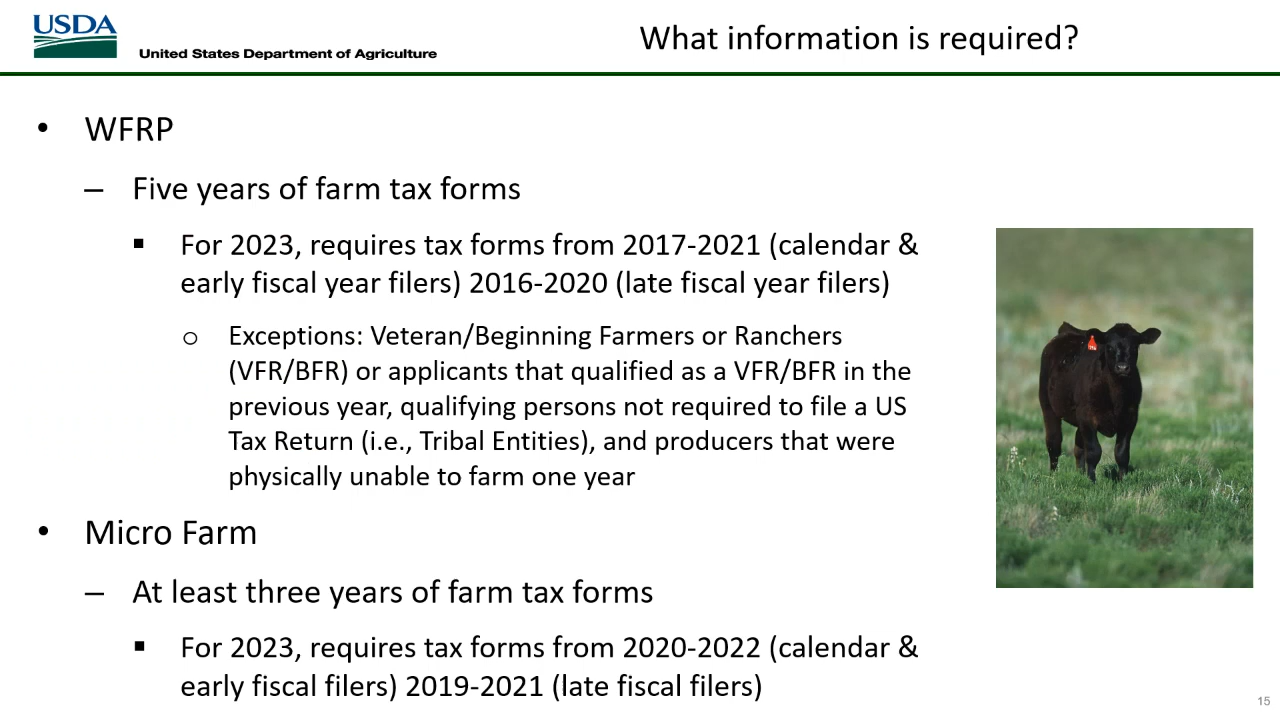 USDA
United States Department of Agriculture
What information is required?
• WFRP
– Five years of farm tax forms
▪ For 2023, requires tax forms from 2017-2021 (calendar &
early fiscal year filers) 2016-2020 (late fiscal year filers)
o Exceptions: Veteran/Beginning Farmers or Ranchers
(VFR/BFR) or applicants that qualified as a VFR/BFR in the
previous year, qualifying persons not required to file a US
Tax Return (i.e., Tribal Entities), and producers that were
physically unable to farm one year
• Micro Farm
– At least three years of farm tax forms
▪ For 2023, requires tax forms from 2020-2022 (calendar &
early fiscal filers) 2019-2021 (late fiscal filers)
15